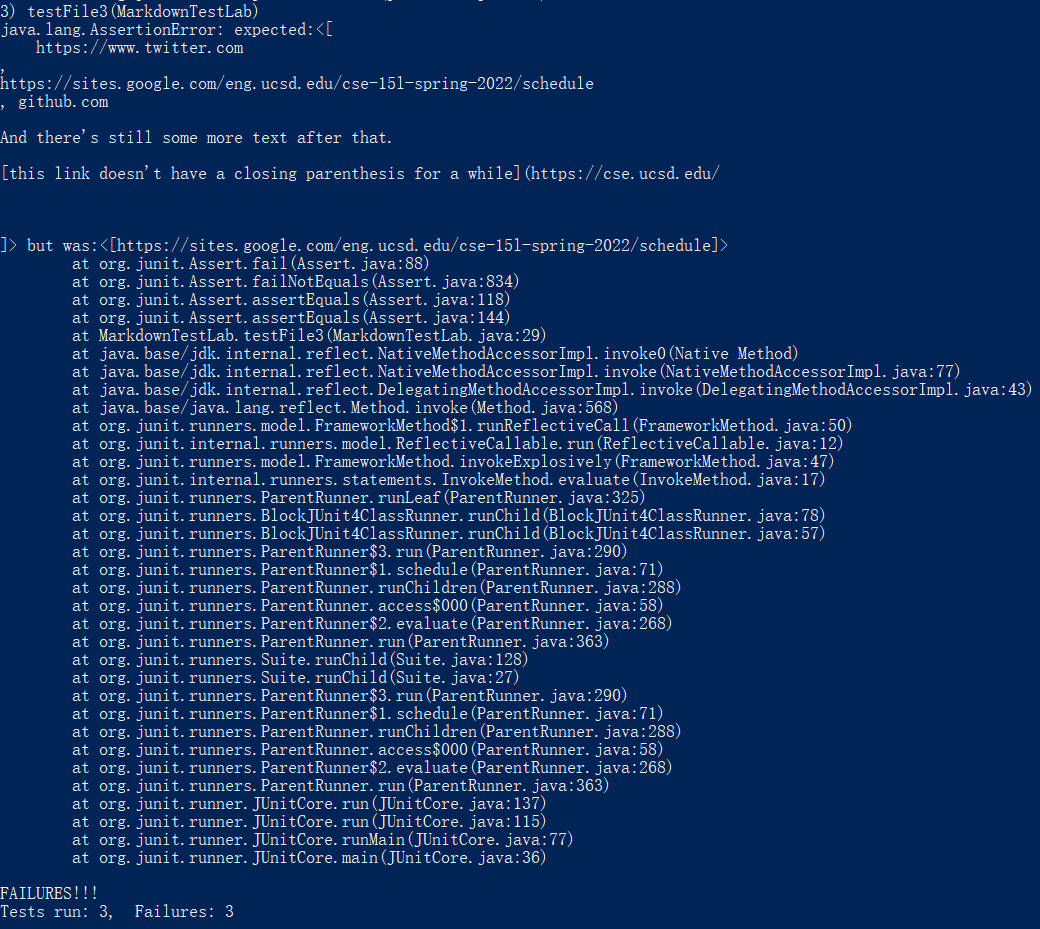 3) testFile3(MarkdownTestLab)
java.lang.AssertionError: expected:<[
    https://www.twitter.com
,
https://sites.google.com/eng.ucsd.edu/cse-15l-spring-2022/schedule
, github.com

And there's still some more text after that.

[this link doesn't have a closing parenthesis for a while](https://cse.ucsd.edu/



]> but was:<[https://sites.google.com/eng.ucsd.edu/cse-15l-spring-2022/schedule]>
        at org.junit.Assert.fail(Assert.java:88)
        at org.junit.Assert.failNotEquals(Assert.java:834)
        at org.junit.Assert.assertEquals(Assert.java:118)
        at org.junit.Assert.assertEquals(Assert.java:144)
        at MarkdownTestLab.testFile3(MarkdownTestLab.java:29)
        at java.base/jdk.internal.reflect.NativeMethodAccessorImpl.invoke0(Native Method)
        at java.base/jdk.internal.reflect.NativeMethodAccessorImpl.invoke(NativeMethodAccessorImpl.java:77)
        at java.base/jdk.internal.reflect.DelegatingMethodAccessorImpl.invoke(DelegatingMethodAccessorImpl.java:43)
        at java.base/java.lang.reflect.Method.invoke(Method.java:568)
        at org.junit.runners.model.FrameworkMethod$1.runReflectiveCall(FrameworkMethod.java:50)
        at org.junit.internal.runners.model.ReflectiveCallable.run(ReflectiveCallable.java:12)
        at org.junit.runners.model.FrameworkMethod.invokeExplosively(FrameworkMethod.java:47)
        at org.junit.internal.runners.statements.InvokeMethod.evaluate(InvokeMethod.java:17)
        at org.junit.runners.ParentRunner.runLeaf(ParentRunner.java:325)
        at org.junit.runners.BlockJUnit4ClassRunner.runChild(BlockJUnit4ClassRunner.java:78)
        at org.junit.runners.BlockJUnit4ClassRunner.runChild(BlockJUnit4ClassRunner.java:57)
        at org.junit.runners.ParentRunner$3.run(ParentRunner.java:290)
        at org.junit.runners.ParentRunner$1.schedule(ParentRunner.java:71)
        at org.junit.runners.ParentRunner.runChildren(ParentRunner.java:288)
        at org.junit.runners.ParentRunner.access$000(ParentRunner.java:58)
        at org.junit.runners.ParentRunner$2.evaluate(ParentRunner.java:268)
        at org.junit.runners.ParentRunner.run(ParentRunner.java:363)
        at org.junit.runners.Suite.runChild(Suite.java:128)
        at org.junit.runners.Suite.runChild(Suite.java:27)
        at org.junit.runners.ParentRunner$3.run(ParentRunner.java:290)
        at org.junit.runners.ParentRunner$1.schedule(ParentRunner.java:71)
        at org.junit.runners.ParentRunner.runChildren(ParentRunner.java:288)
        at org.junit.runners.ParentRunner.access$000(ParentRunner.java:58)
        at org.junit.runners.ParentRunner$2.evaluate(ParentRunner.java:268)
        at org.junit.runners.ParentRunner.run(ParentRunner.java:363)
        at org.junit.runner.JUnitCore.run(JUnitCore.java:137)
        at org.junit.runner.JUnitCore.run(JUnitCore.java:115)
        at org.junit.runner.JUnitCore.runMain(JUnitCore.java:77)
        at org.junit.runner.JUnitCore.main(JUnitCore.java:36)

FAILURES!!!
Tests run: 3,  Failures: 3